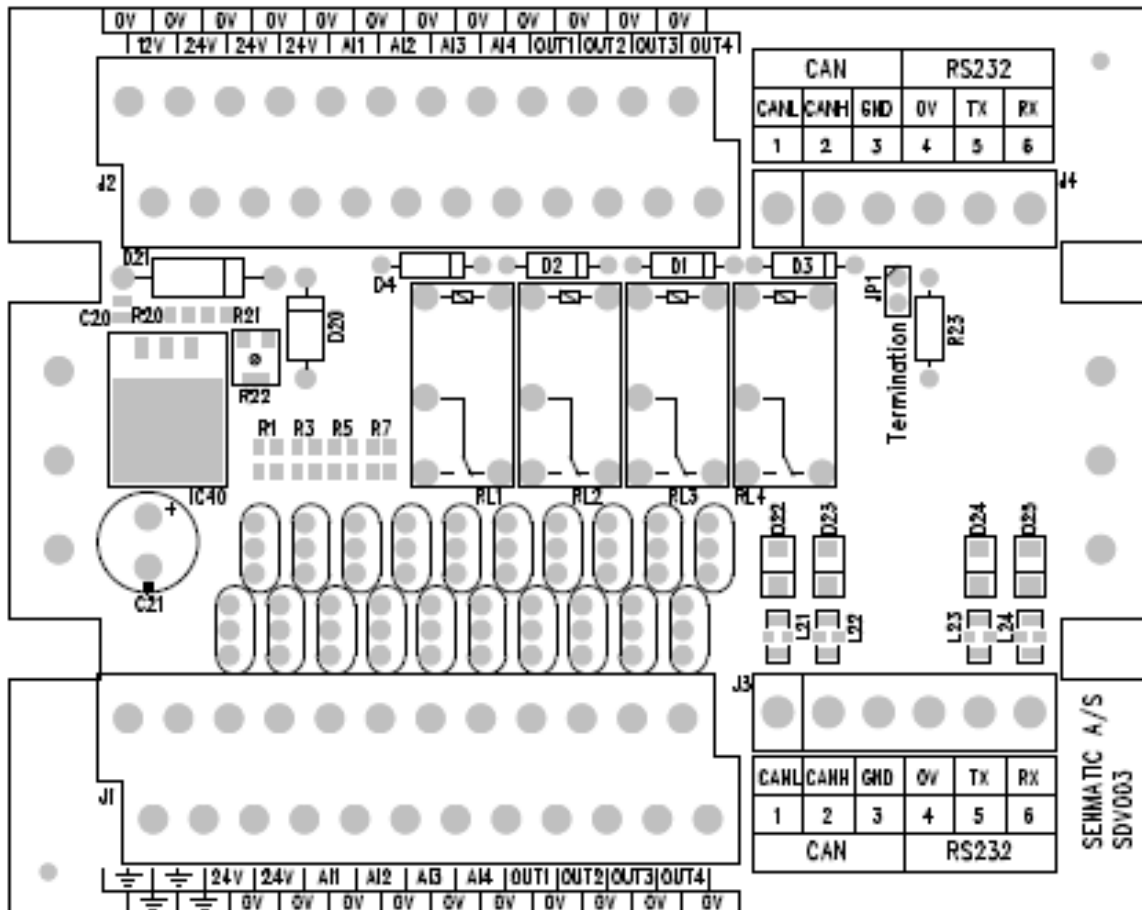 0V 0V 0V 0V 0V 0V 0V 0V 0V 0V 0V 0V
12V 24V 24V 24V AI1 AI2 AI3 AI4 OUT1 OUT2 OUT3 OUT4
CAN RS232
CANL CANH GND 0V TX RX
1 2 3 4 5 6
J2
J4
D21
D4
D2
D1
D3
JP1
C20
R20
R21
D20
R23
Termination
R22
R1 R3 R5 R7
IC40
RL1 RL2 RL3 RL4
+
D22
D23
D24
D25
C21
L21
L22
L23
L24
J3
J1
CANL CANH GND 0V TX RX
1 2 3 4 5 6
CAN RS232
SENMATIC A/S
SDV003
24V 24V AI1 AI2 AI3 AI4 OUT1 OUT2 OUT3 OUT4
0V 0V 0V 0V 0V 0V 0V 0V 0V 0V